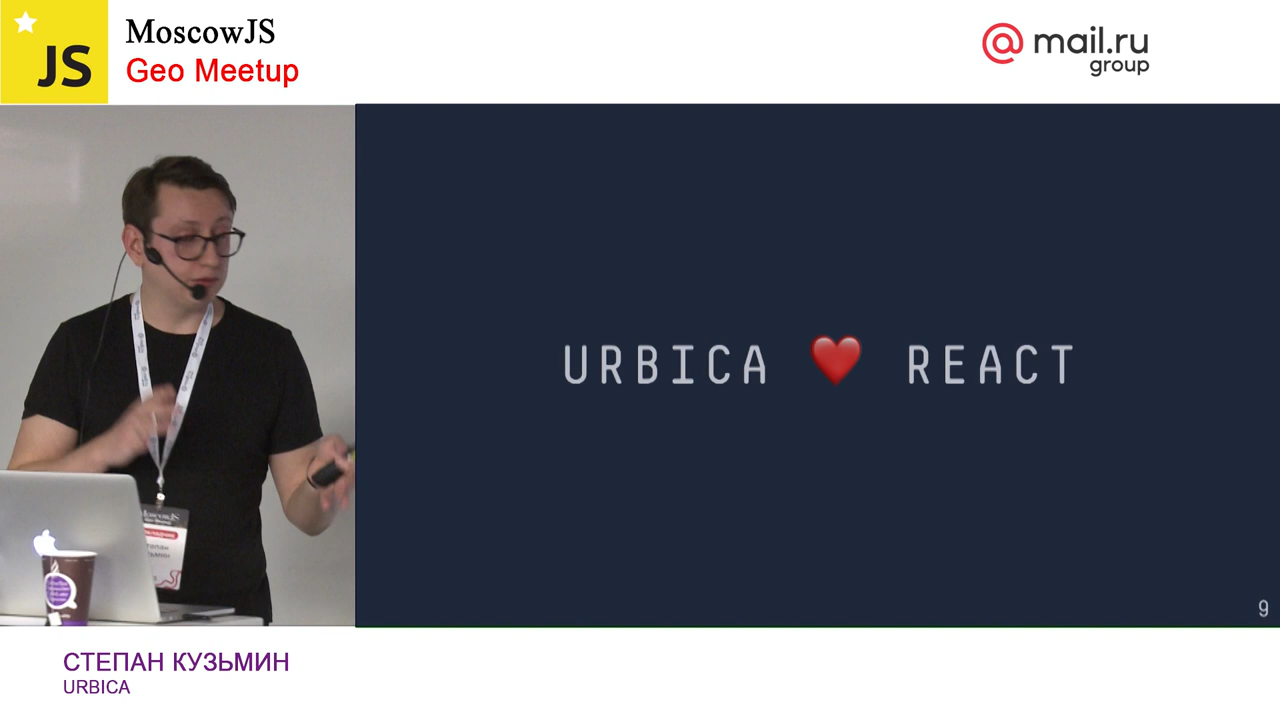 JS
MoscowJS
Geo Meetup
@mail.ru
group
URBICA ❤️ REACT
9
СТЕПАН КУЗЬМИН
URBICA